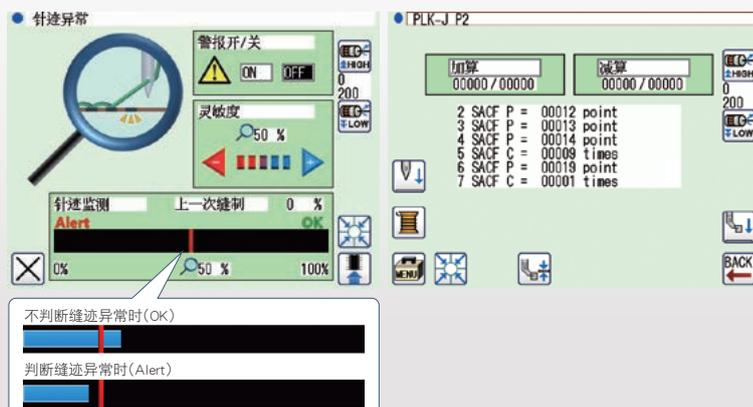 针迹异常
警报开/关
ON OFF
HIGH
0
200
LOW
灵敏度
50 %
针迹监测 上一次缝制 0 %
Alert OK
0% 50 % 100%
不判断缝迹异常时(OK)
判断缝迹异常时(Alert)
PLK-J P2
加算 减算
00000/00000 00000/00000
2 SACF P = 00012 point
3 SACF P = 00013 point
4 SACF P = 00014 point
5 SACF C = 00009 times
6 SACF P = 00019 point
7 SACF C = 00001 times
HIGH
0
200
LOW
MENU
BACK